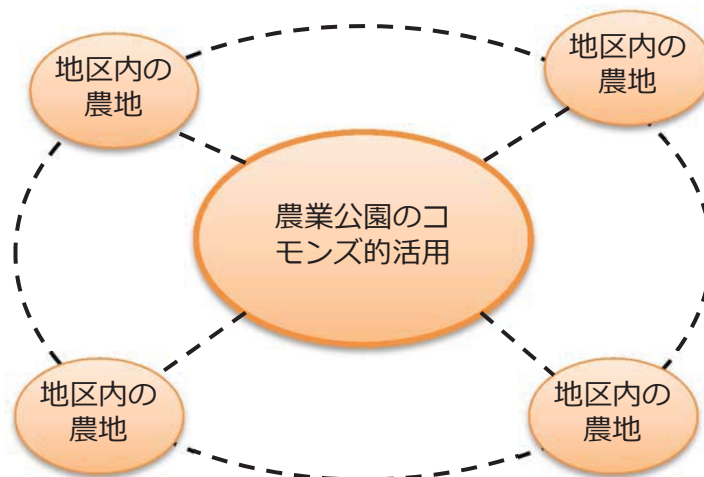 地区内の
農地
地区内の
農地
農業公園のコ
モンズ的活用
地区内の
農地
地区内の
農地